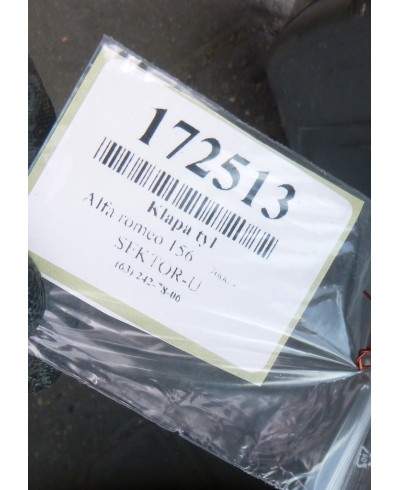 172513
Klapa tył
Alfa romeo 156
SEKTOR-U
(63) 242-78-06